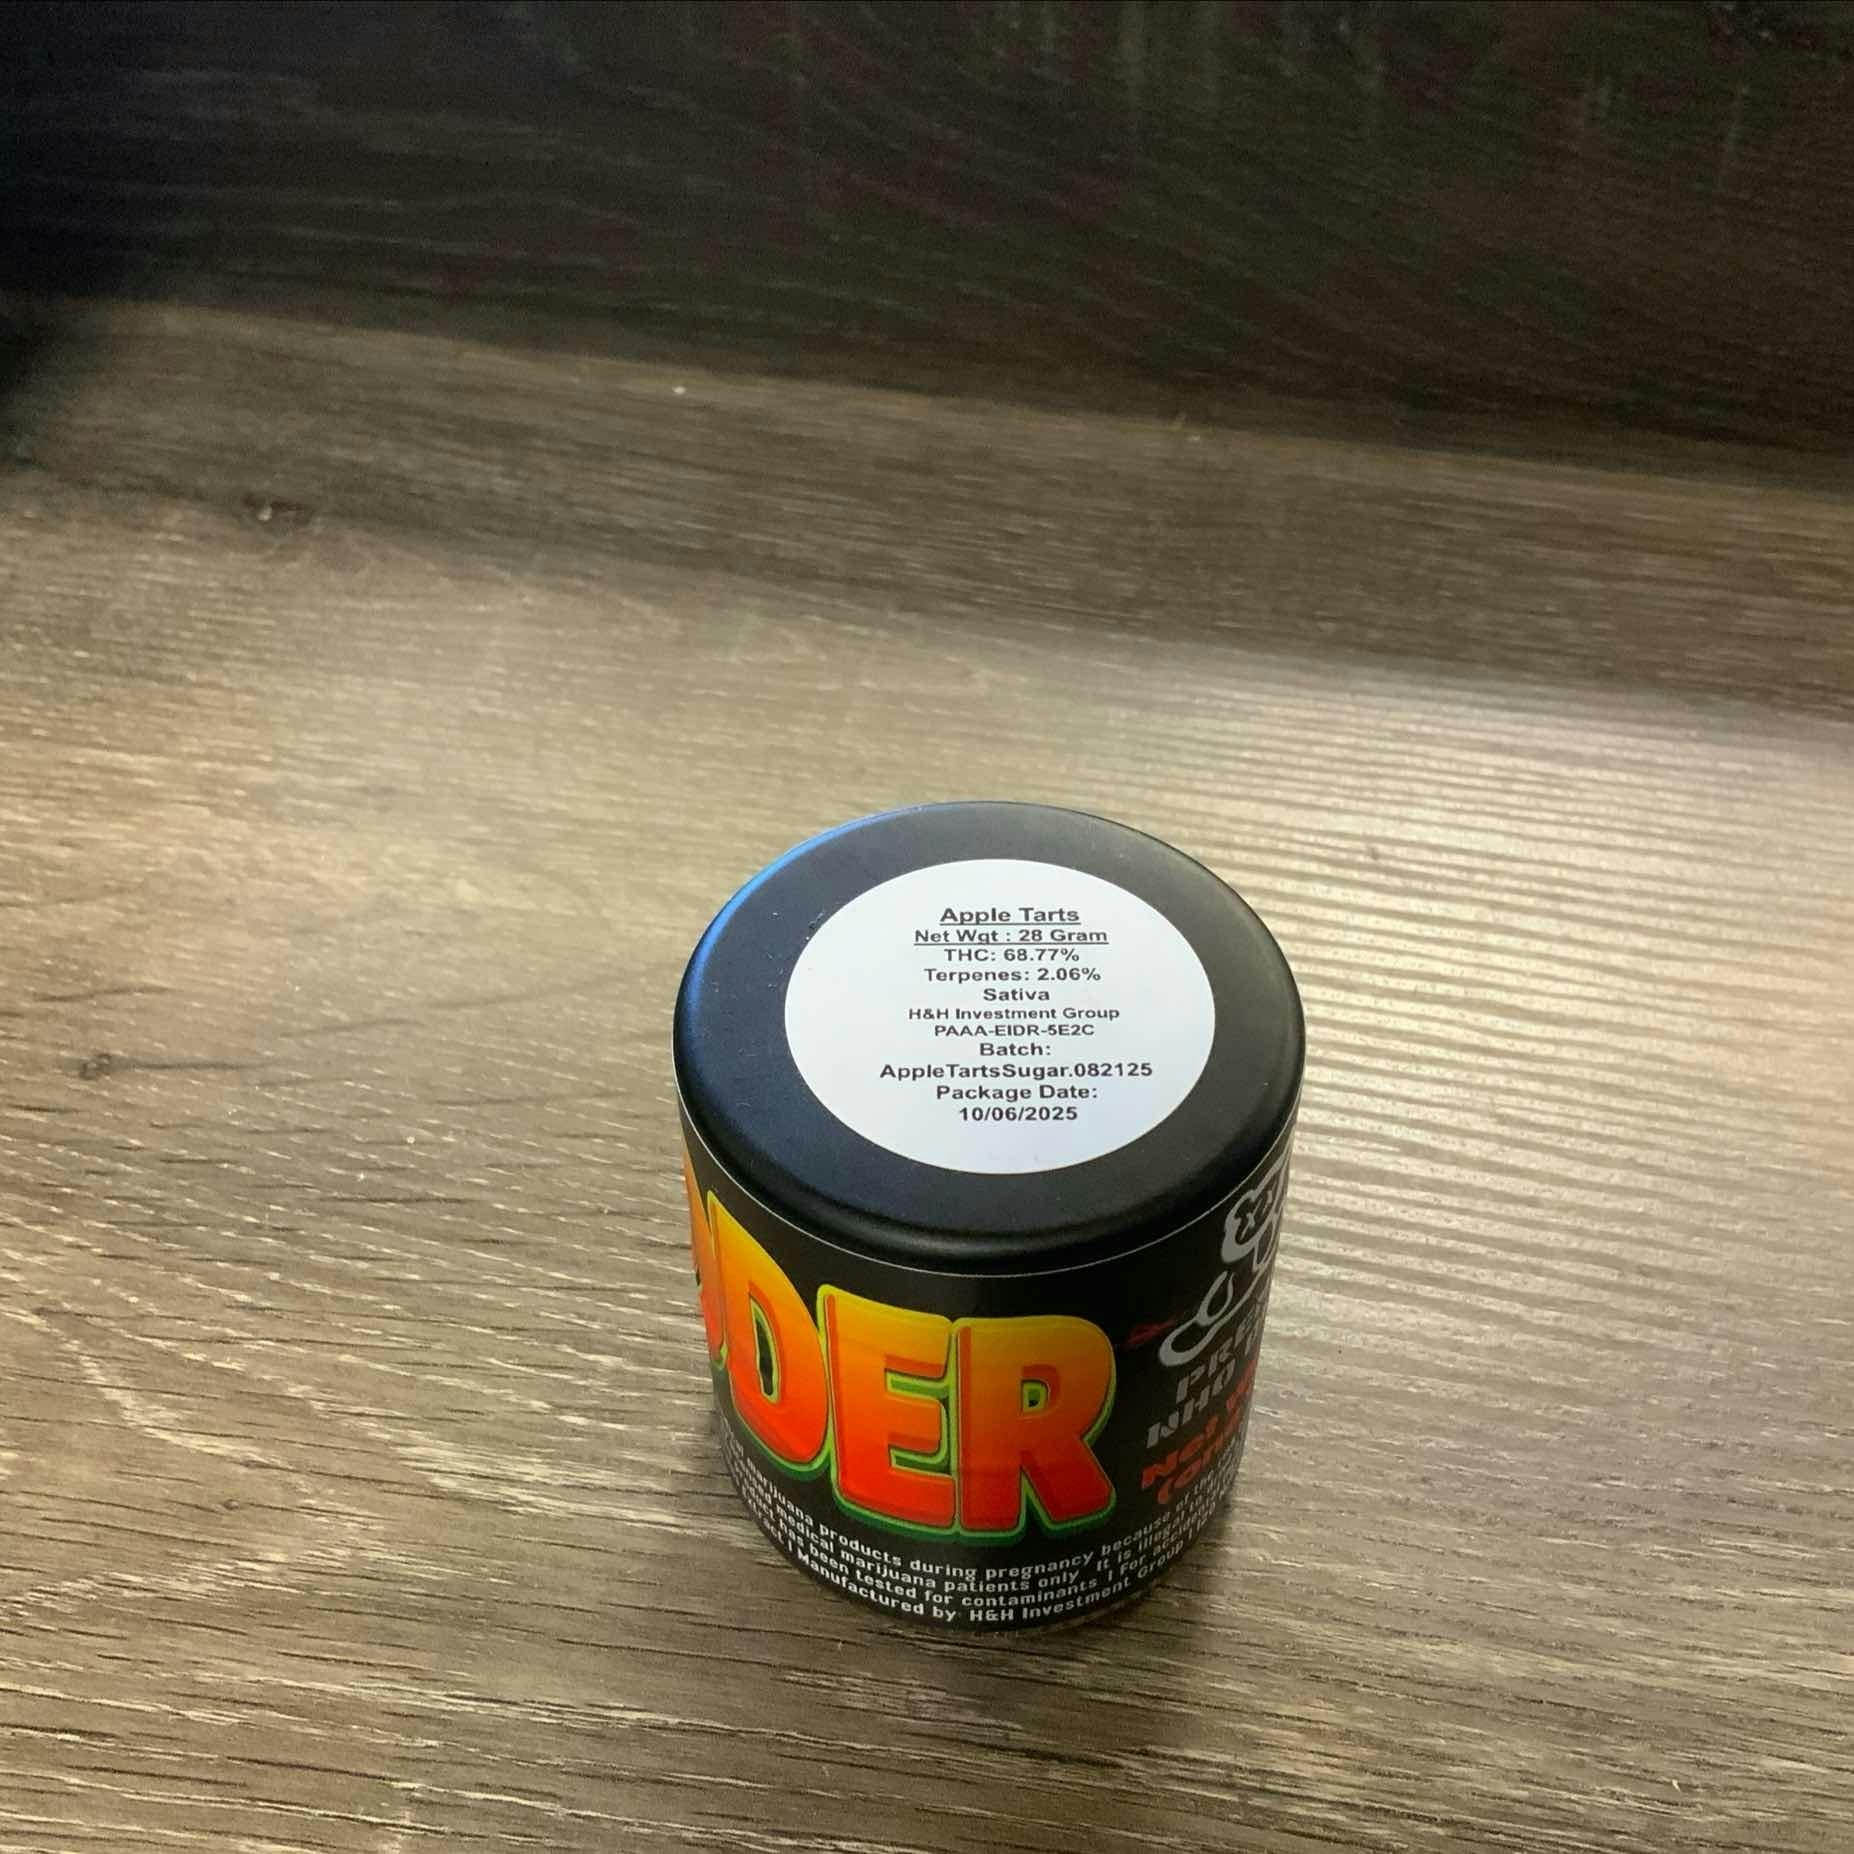 Apple Tarts
Net Wgt : 28 Gram
THC: 68.77%
Terpenes: 2.06%
Sativa
H&H Investment Group
PAAA-EIDR-5E2C
Batch:
AppleTartsSugar.082125
Package Date:
10/06/2025
DER
Net
marijuana products during pregnancy because of
medical marijuana patients only It is illegal
has been tested for contaminants | For
Manufactured by H&H Investment Group